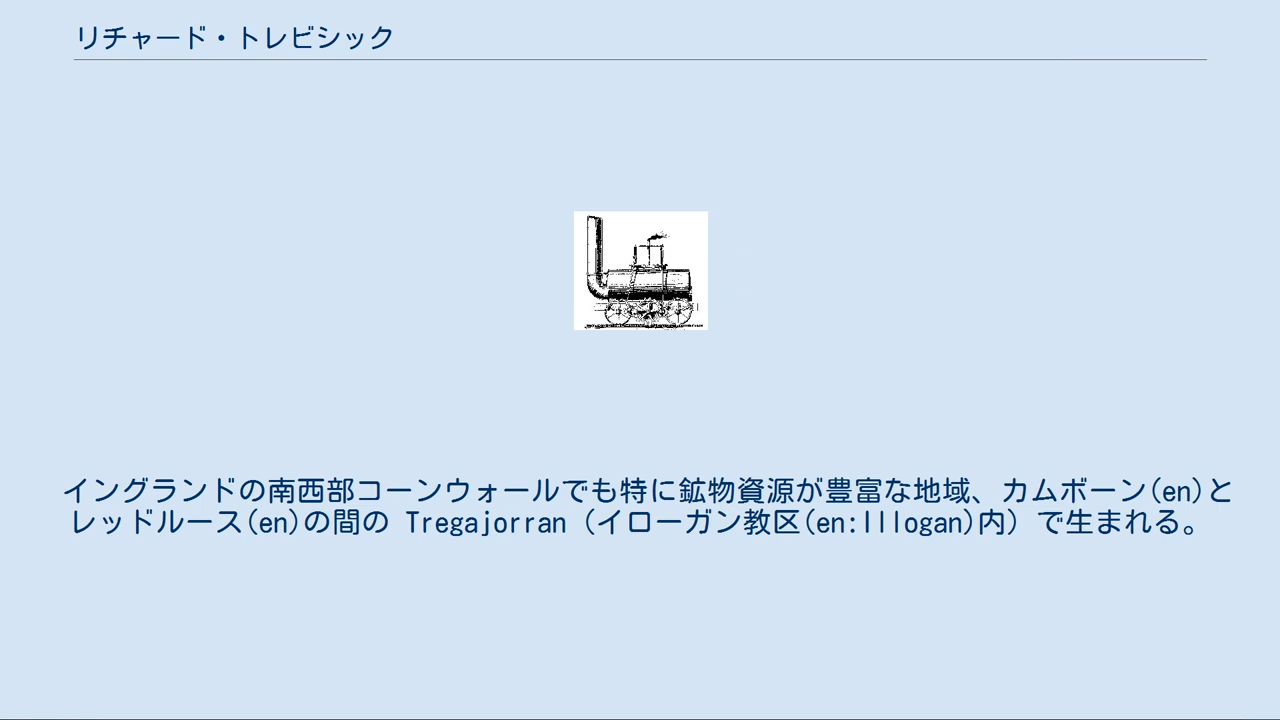 リチャード・トレビシック
イングランドの南西部コーンウォールでも特に鉱物資源が豊富な地域、カムボーン(en)と
レッドルース(en)の間の Tregajorran (イローガン教区(en:Illogan)内) で生まれる。